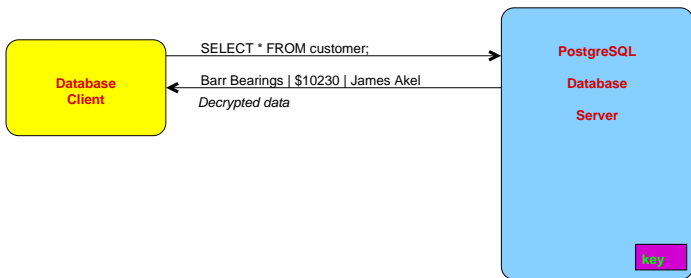 SELECT * FROM customer;
Barr Bearings | $10230 | James Akel
Decrypted data
Database
Client
PostgreSQL
Database
Server
key